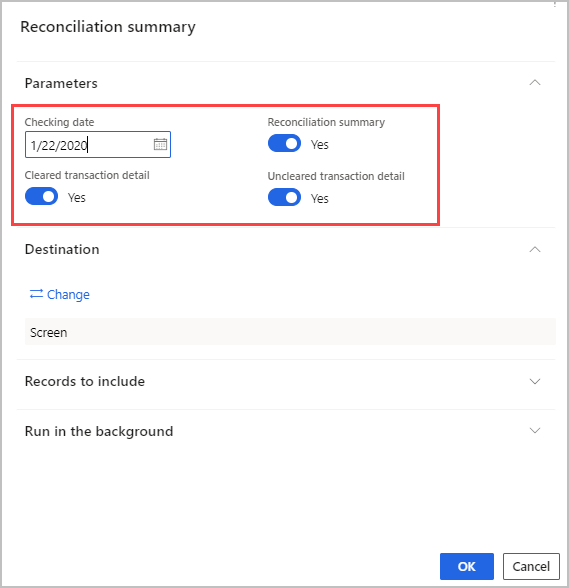 Reconciliation summary
Parameters
Checking date
1/22/2020
Reconciliation summary
Yes
Cleared transaction detail
Yes
Uncleared transaction detail
Yes
Destination
Change
Screen
Records to include
Run in the background
OK
Cancel